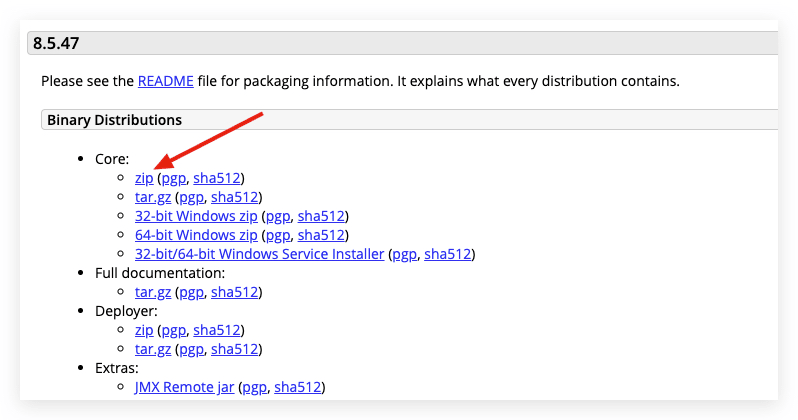 8.5.47
Please see the README file for packaging information. It explains what every distribution contains.
Binary Distributions
Core:
zip (pgp, sha512)
tar.gz (pgp, sha512)
32-bit Windows zip (pgp, sha512)
64-bit Windows zip (pgp, sha512)
32-bit/64-bit Windows Service Installer (pgp, sha512)
Full documentation:
tar.gz (pgp, sha512)
Deployer:
zip (pgp, sha512)
tar.gz (pgp, sha512)
Extras:
JMX Remote jar (pgp, sha512)